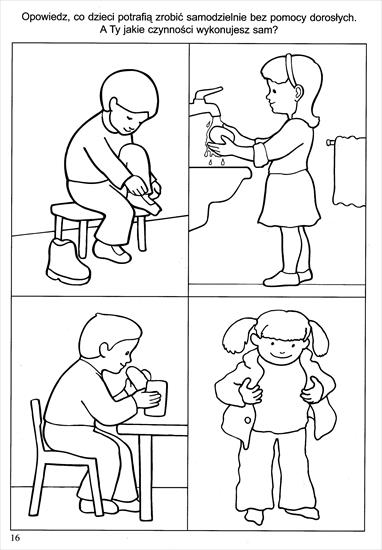 Opowiedz, co dzieci potrafią zrobić samodzielnie bez pomocy dorosłych.
A Ty jakie czynności wykonujesz sam?
16